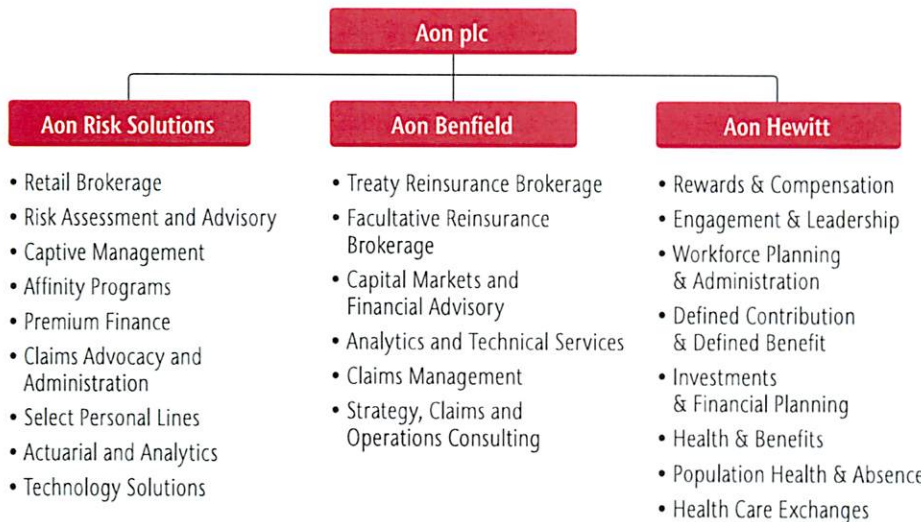 Aon plc
Aon Risk Solutions
• Retail Brokerage
• Risk Assessment and Advisory
• Captive Management
• Affinity Programs
• Premium Finance
• Claims Advocacy and
Administration
• Select Personal Lines
• Actuarial and Analytics
• Technology Solutions
Aon Benfield
• Treaty Reinsurance Brokerage
• Facultative Reinsurance
Brokerage
• Capital Markets and
Financial Advisory
• Analytics and Technical Services
• Claims Management
• Strategy, Claims and
Operations Consulting
Aon Hewitt
• Rewards & Compensation
• Engagement & Leadership
• Workforce Planning
& Administration
• Defined Contribution
& Defined Benefit
• Investments
& Financial Planning
• Health & Benefits
• Population Health & Absence
• Health Care Exchanges